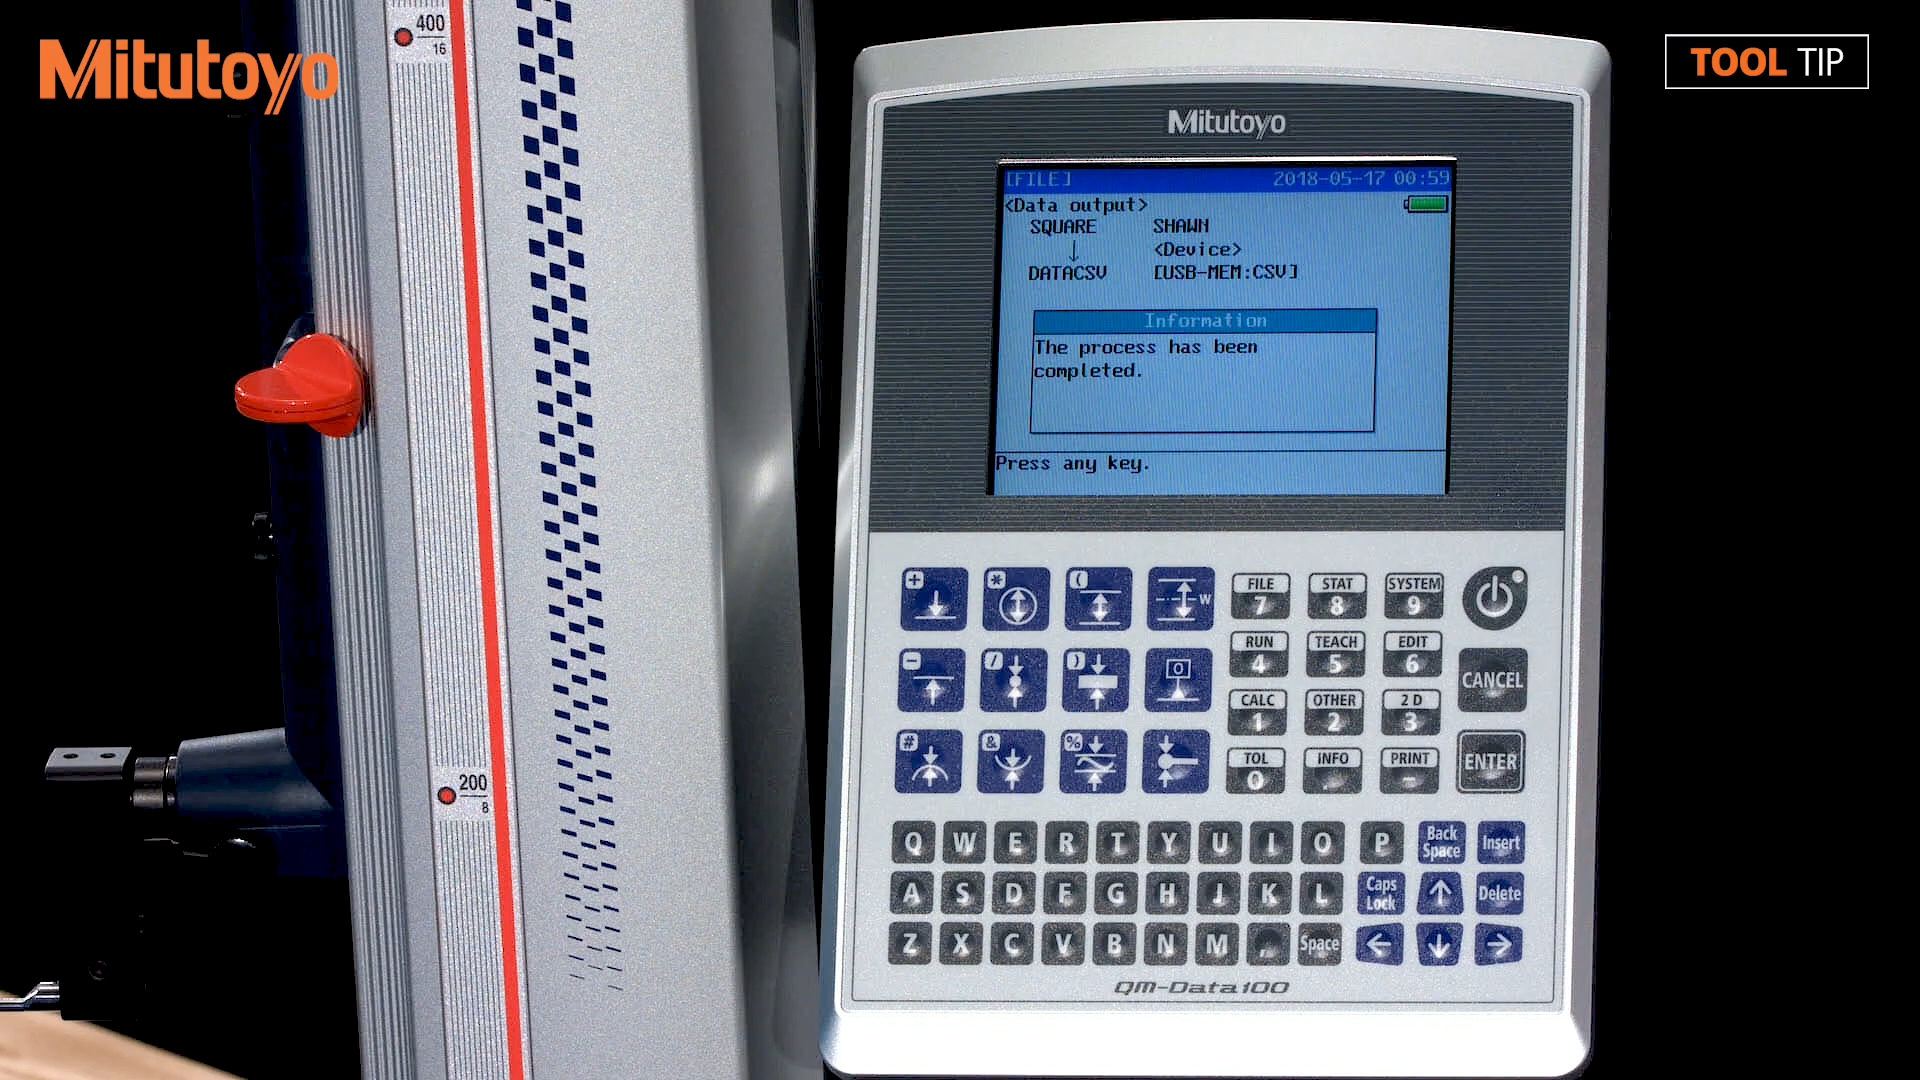 Mitutoyo
TOOL TIP
400
16
200
8
Mitutoyo
[FILE] 2018-05-17 00:59
<Data output>
SQUARE SHAWN
↓ <Device>
DATACSV [USB-MEM:CSV]
Information
The process has been
completed.
Press any key.
+ * ( W FILE STAT SYSTEM
7 8 9
- / ) 0 RUN TEACH EDIT
4 5 6 CANCEL
CALC OTHER 2 D
1 2 3
# & % TOL INFO PRINT
0 . - ENTER
Q W E R T Y U I O P Back Space Insert
A S D F G H J K L Caps Lock ↑ Delete
Z X C V B N M Space ← ↓ →
QM-Data100